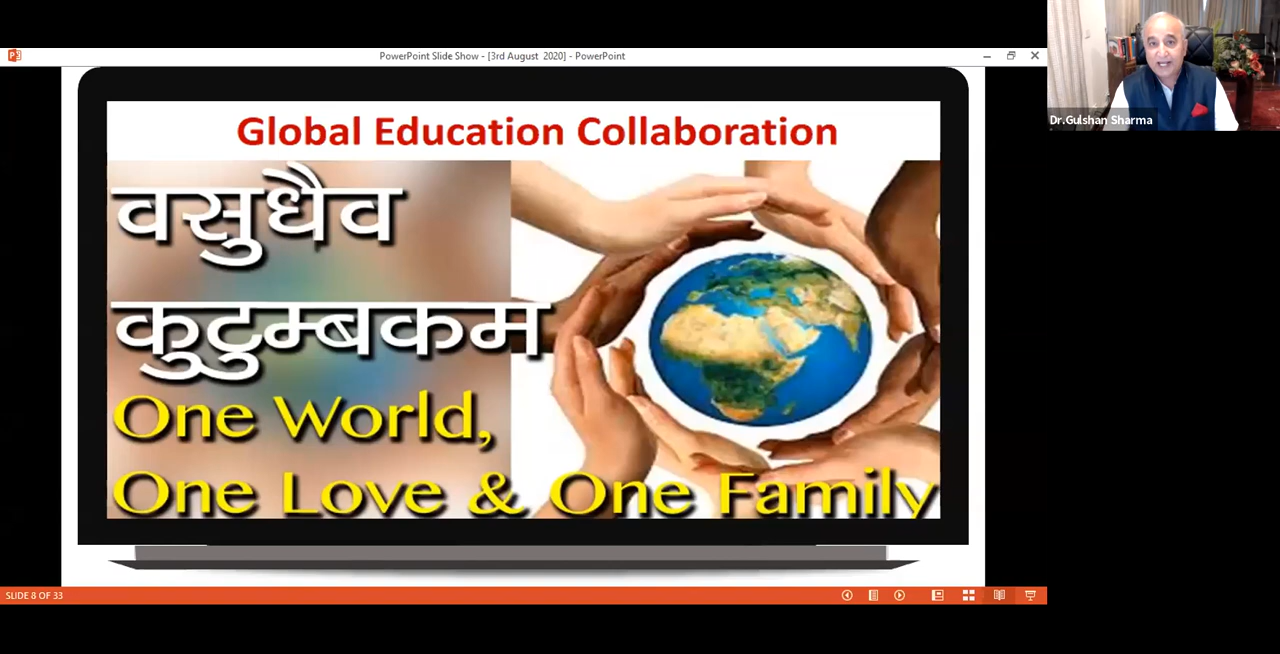 PowerPoint Slide Show - [3rd August 2020] - PowerPoint
Dr.Gulshan Sharma
Global Education Collaboration
वसुधैव
कुटुम्बकम
One World,
One Love & One Family
SLIDE 8 OF 33